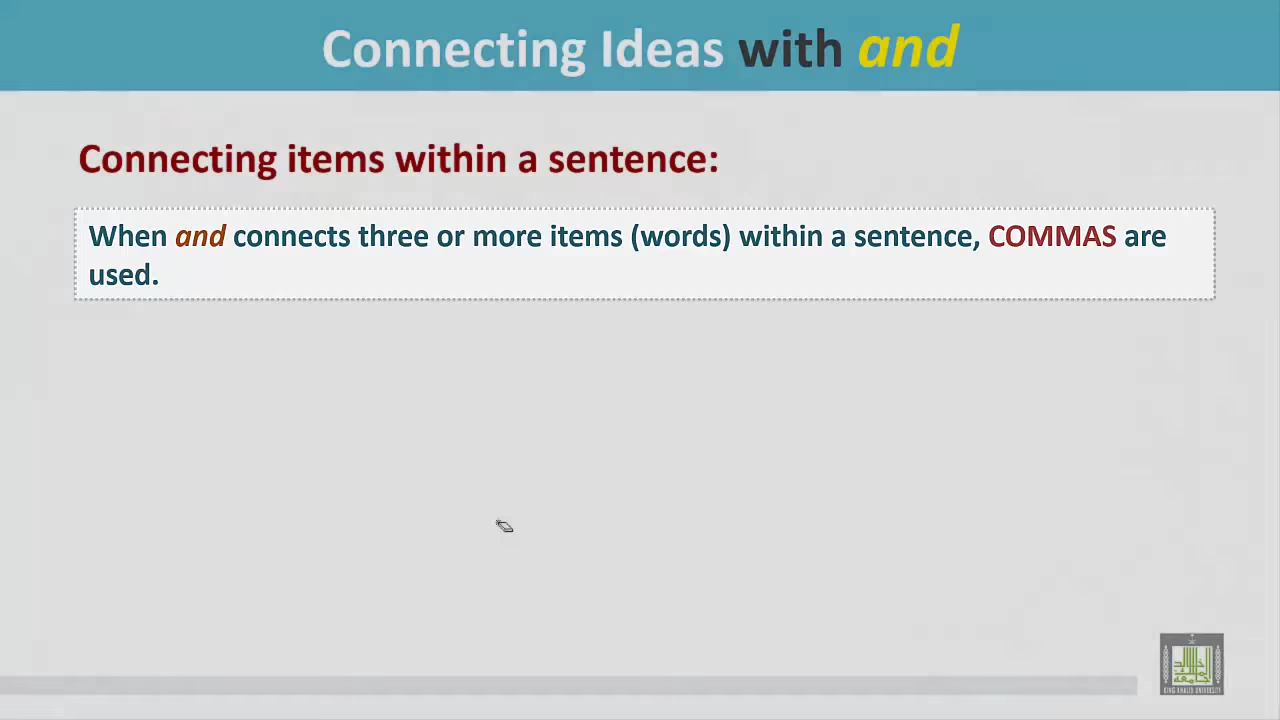 Connecting Ideas with and
Connecting items within a sentence:
When and connects three or more items (words) within a sentence, COMMAS are
used.
KING KHALID UNIVERSITY